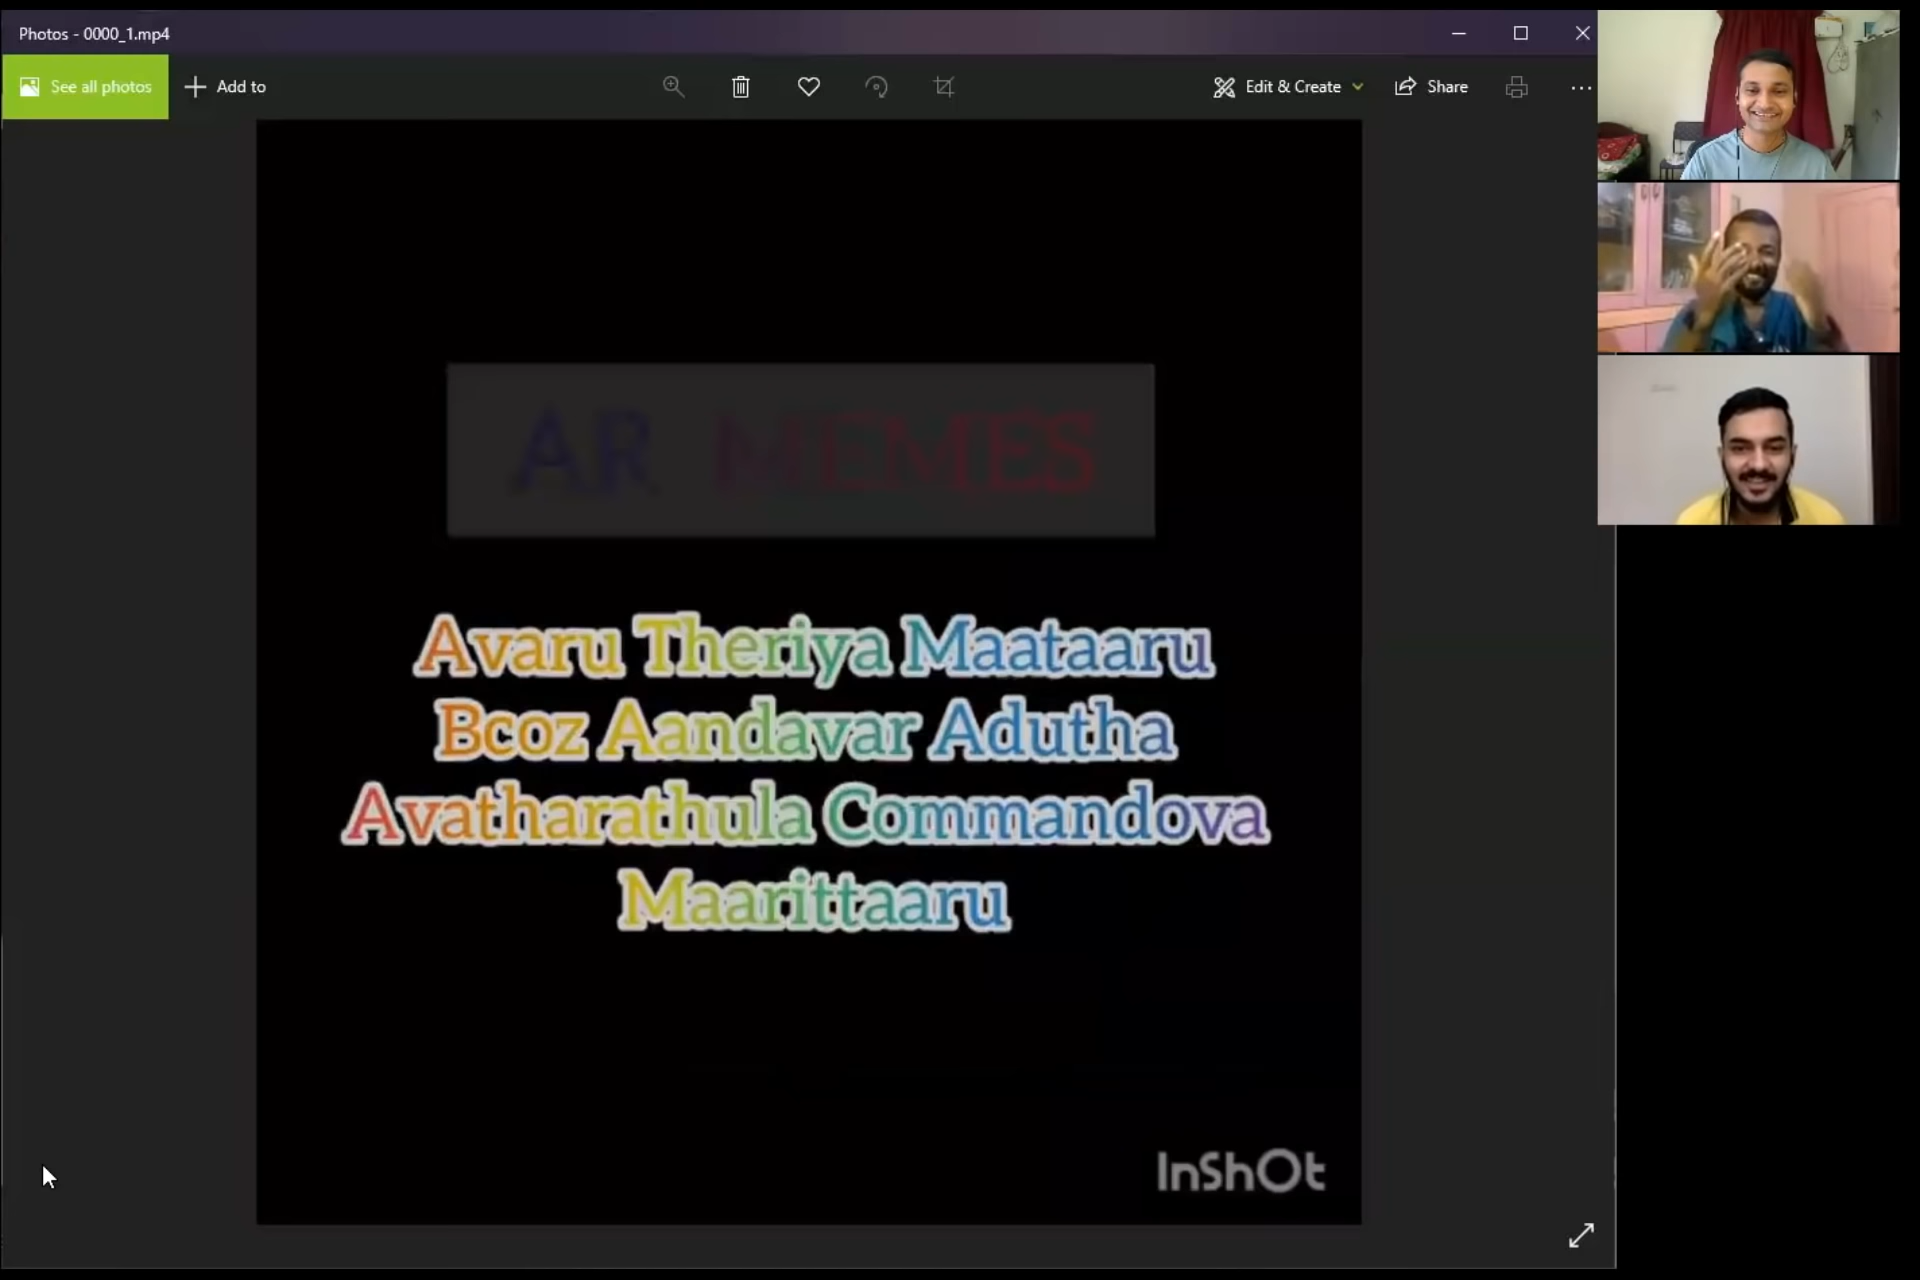 Photos - 0000_1.mp4
See all photos
Add to
Edit & Create
Share
AR MEMES
Avaru Theriya Maataaru
Bcoz Aandavar Adutha
Avatharathula Commandova
Maarittaaru
InShOt